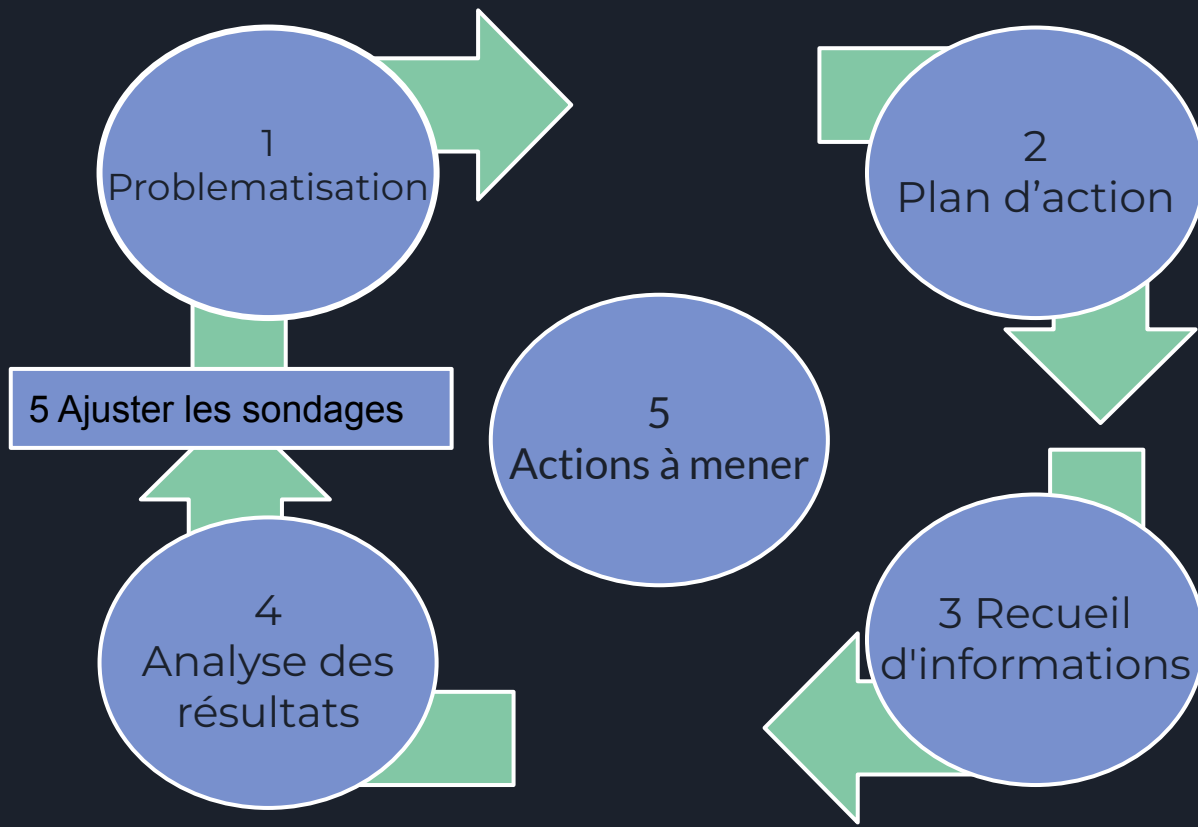 1
Problematisation
2
Plan d’action
5 Ajuster les sondages
5
Actions à mener
3 Recueil
d'informations
4
Analyse des
résultats